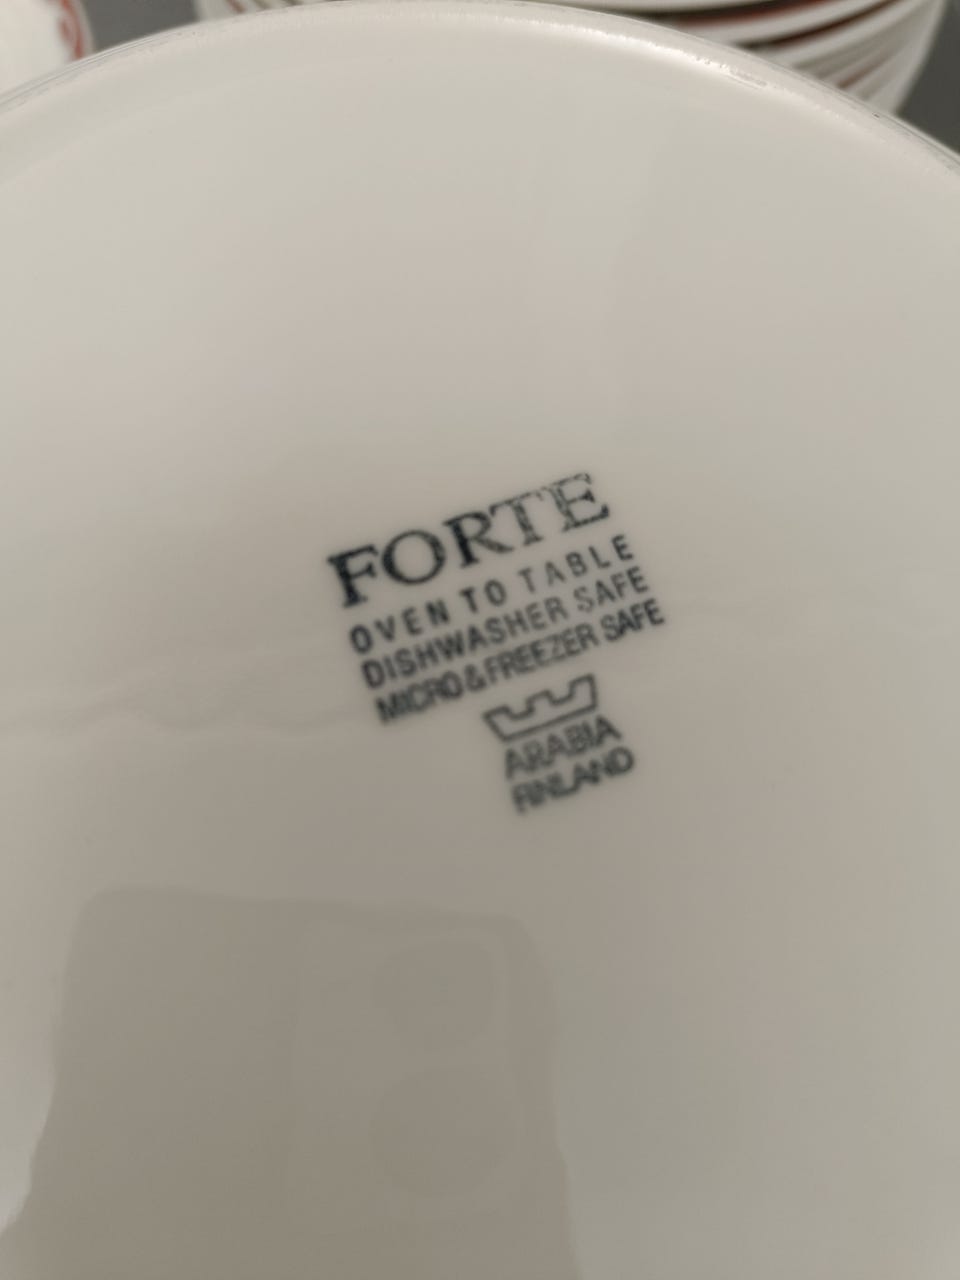 FORTE
OVEN TO TABLE
DISHWASHER SAFE
MICRO & FREEZER SAFE
ARABIA
FINLAND